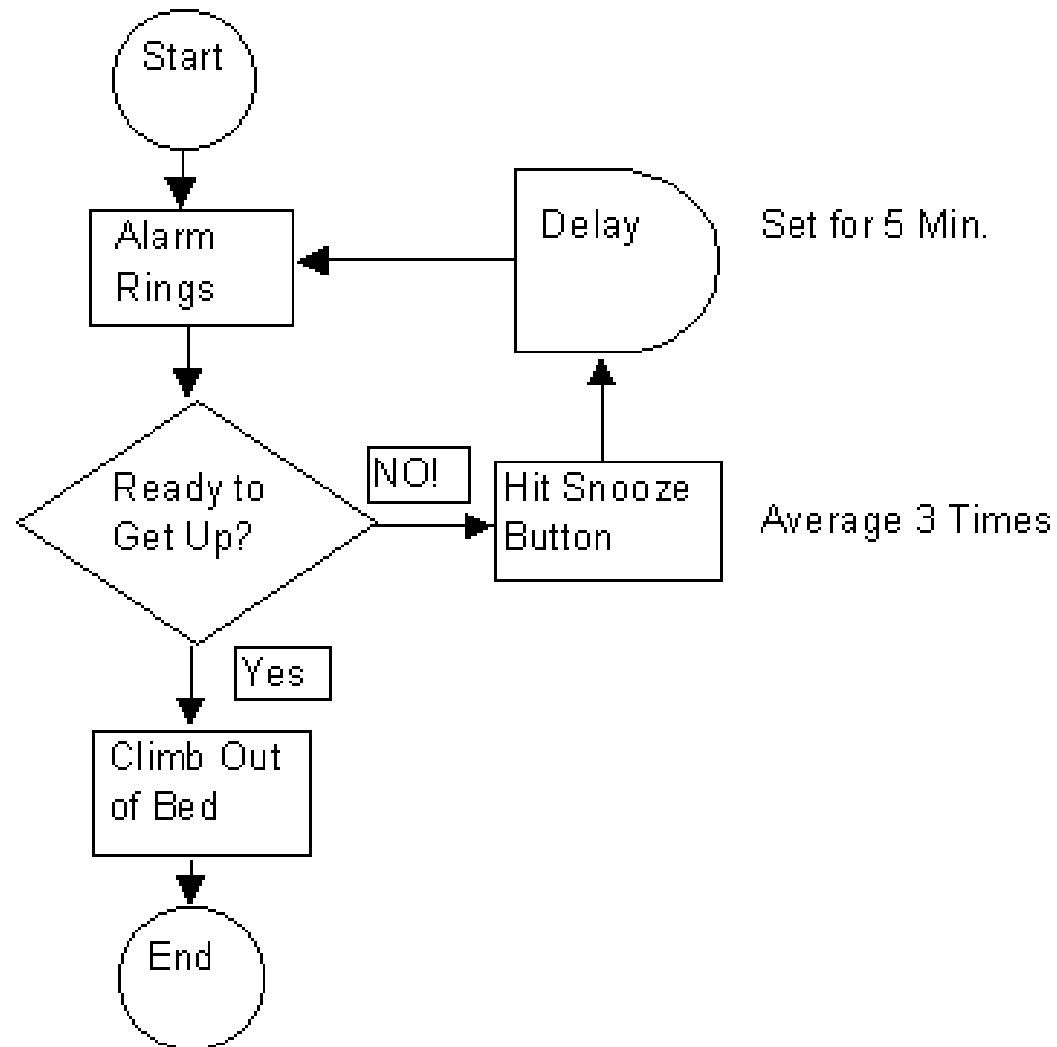 Start
Alarm
Rings
Delay
Set for 5 Min.
Ready to
Get Up?
NO!
Hit Snooze
Button
Average 3 Times
Yes
Climb Out
of Bed
End